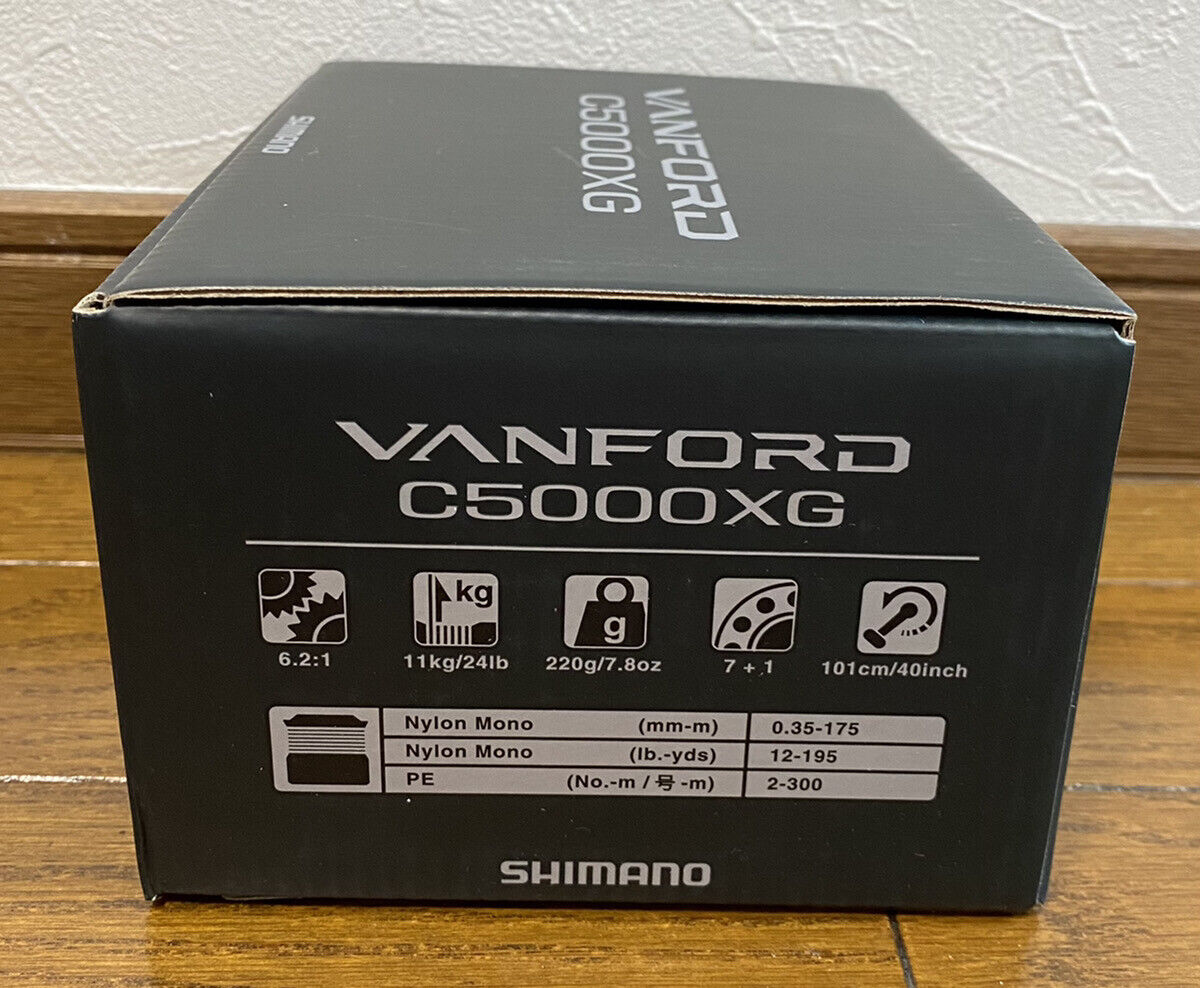 SHIMANO
VANFORD
C5000XG
VANFORD
C5000XG
kg
g
6.2:1
11kg/24lb
220g/7.8oz
7 + 1
101cm/40inch
Nylon Mono (mm-m) 0.35-175
Nylon Mono (lb.-yds) 12-195
PE (No.-m / 号 -m) 2-300
SHIMANO